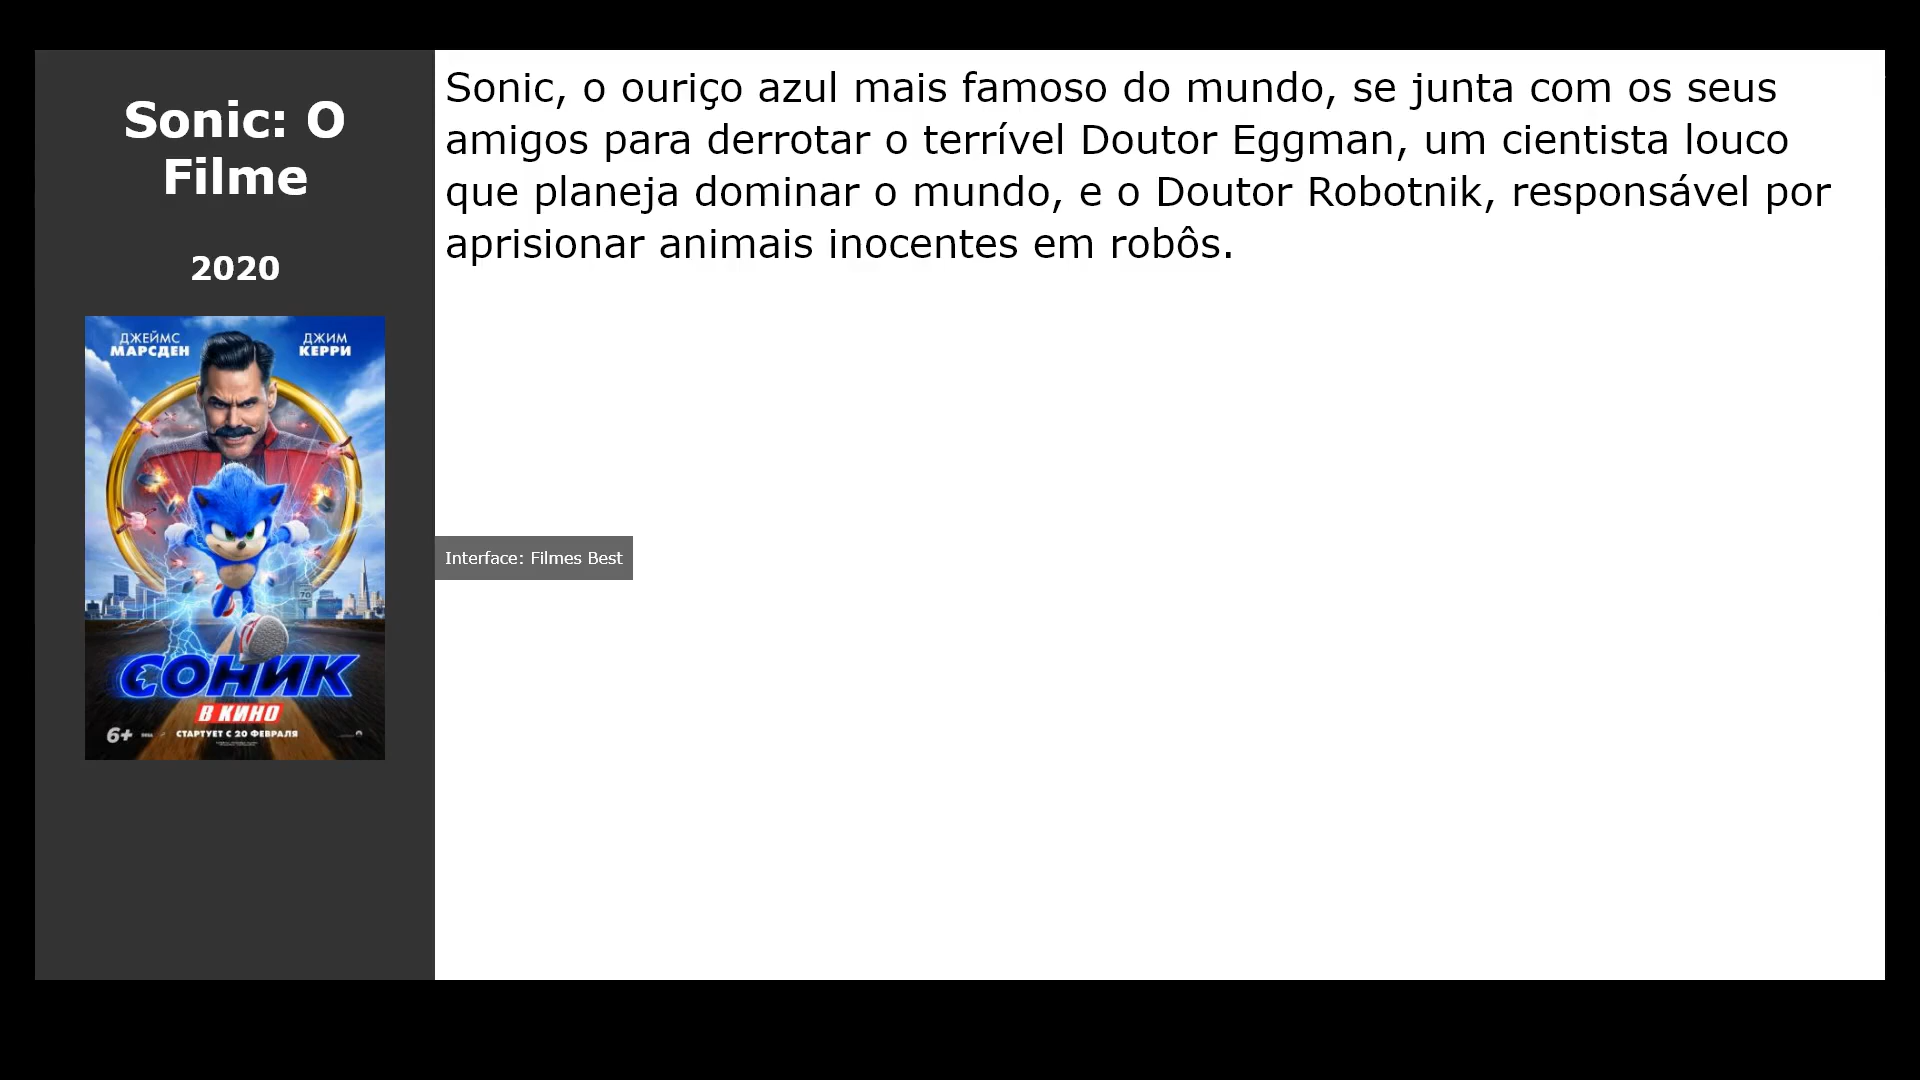 Sonic: O
Filme
2020
ДЖЕЙМС
МАРСДЕН
ДЖИМ
КЕРРИ
70
СОНИК
В КИНО
6+
СТАРТУЕТ С 20 ФЕВРАЛЯ
Sonic, o ouriço azul mais famoso do mundo, se junta com os seus
amigos para derrotar o terrível Doutor Eggman, um cientista louco
que planeja dominar o mundo, e o Doutor Robotnik, responsável por
aprisionar animais inocentes em robôs.
Interface: Filmes Best